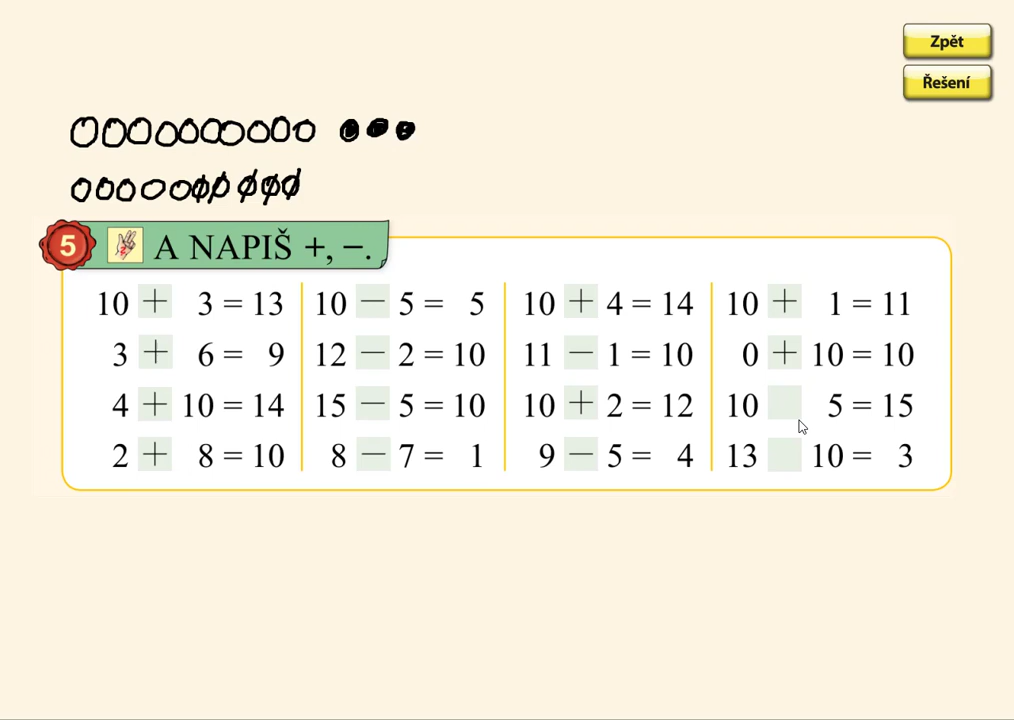 Zpět
Řešení
5 A NAPIŠ +, −.
10 + 3 = 13 10 − 5 = 5 10 + 4 = 14 10 + 1 = 11
3 + 6 = 9 12 − 2 = 10 11 − 1 = 10 0 + 10 = 10
4 + 10 = 14 15 − 5 = 10 10 + 2 = 12 10 5 = 15
2 + 8 = 10 8 − 7 = 1 9 − 5 = 4 13 10 = 3